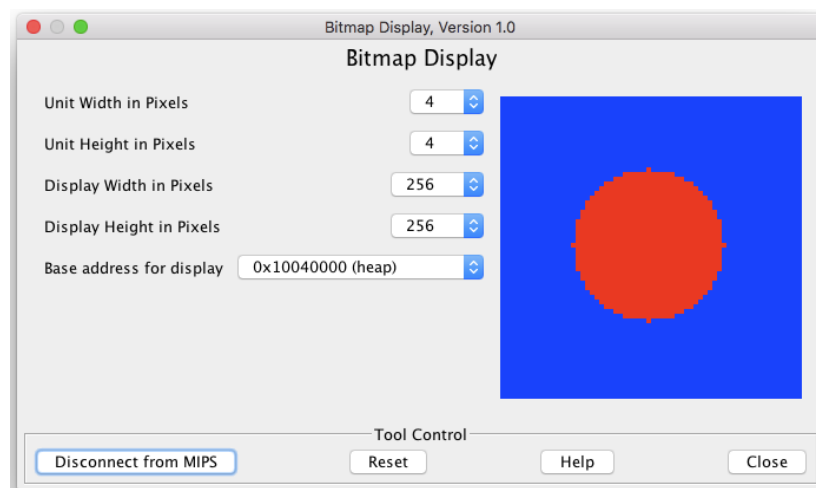 Bitmap Display, Version 1.0
Bitmap Display
Unit Width in Pixels 4
Unit Height in Pixels 4
Display Width in Pixels 256
Display Height in Pixels 256
Base address for display 0x10040000 (heap)
Tool Control
Disconnect from MIPS Reset Help Close